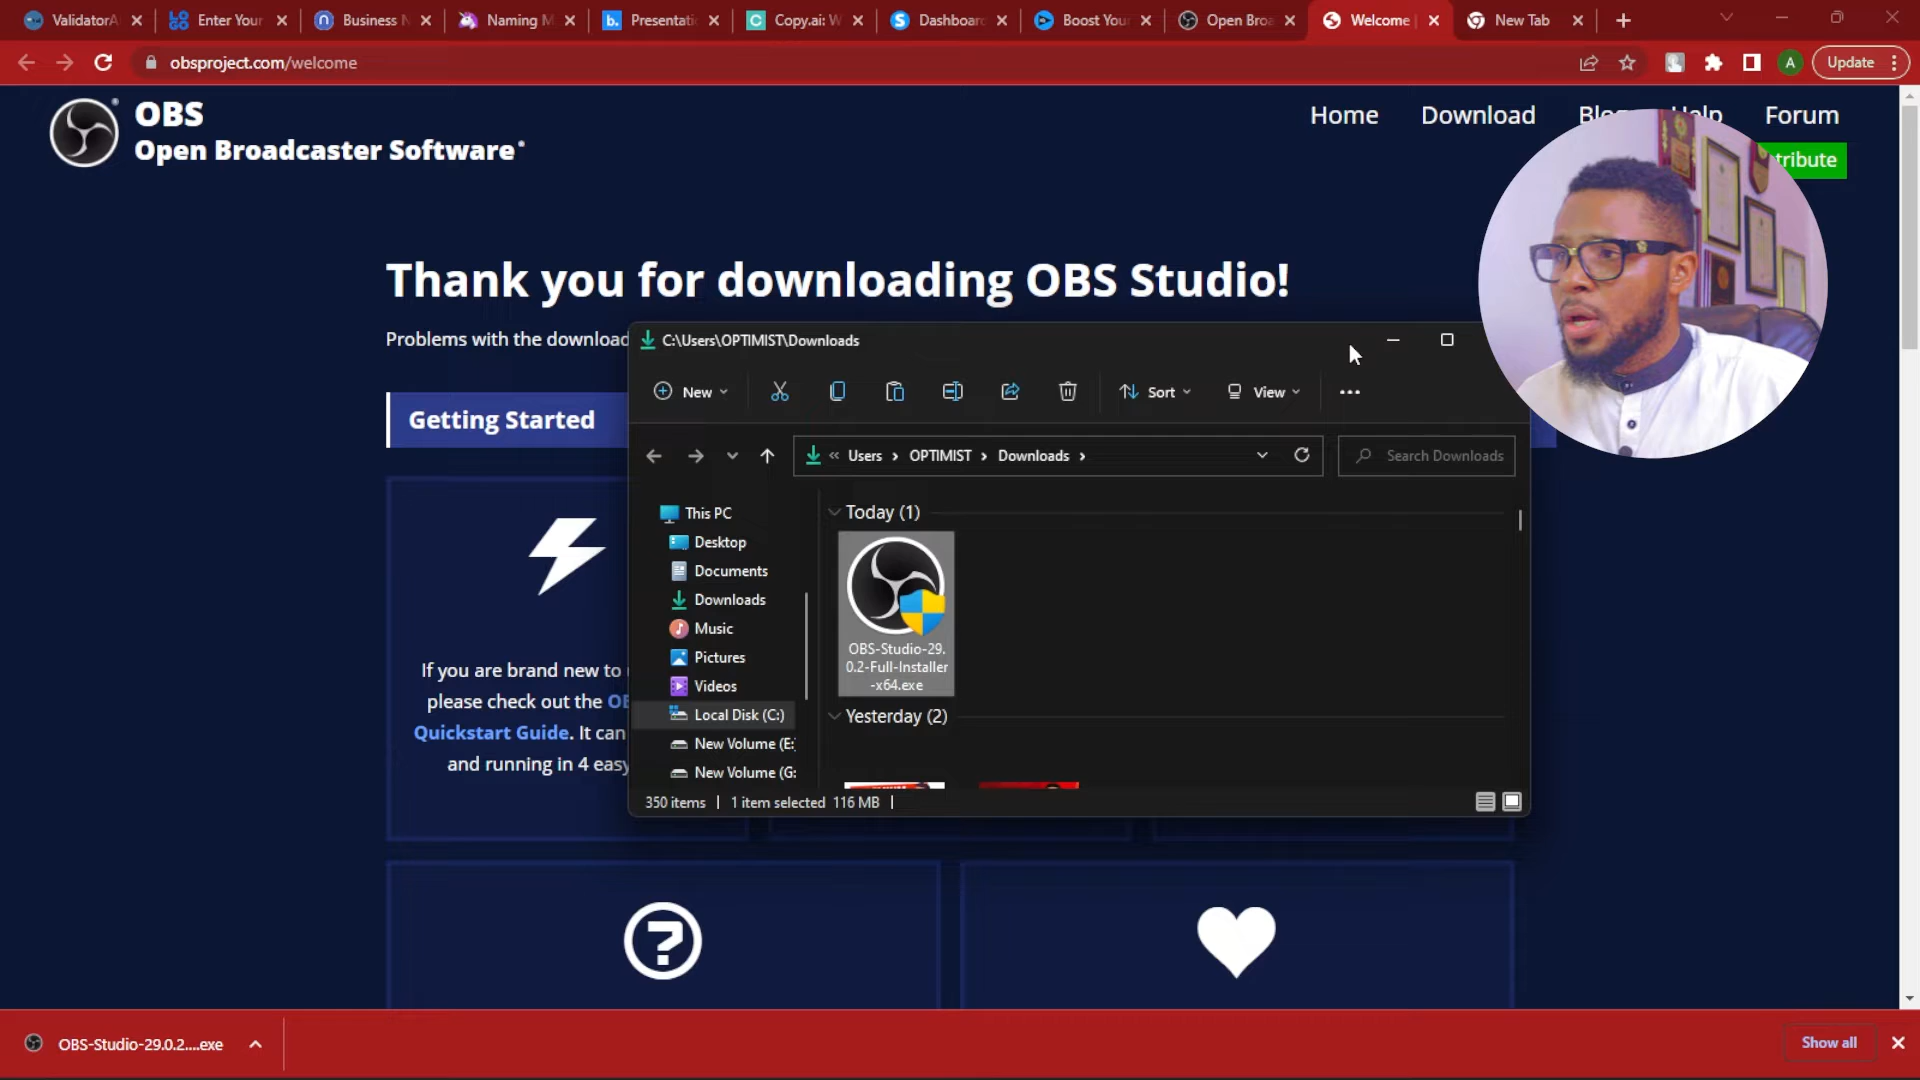 ValidatorA
Enter Your
Business N
Naming M
Presentati
Copy.ai: W
Dashboar
Boost You
Open Broa
Welcome
New Tab
obsproject.com/welcome
A
Update
OBS
Open Broadcaster Software
Home
Download
Blog
Help
Forum
tribute
Thank you for downloading OBS Studio!
Problems with the download
Getting Started
C:\Users\OPTIMIST\Downloads
New
Sort
View
Users
OPTIMIST
Downloads
Search Downloads
This PC
Desktop
Documents
Downloads
Music
Pictures
Videos
Local Disk (C:)
New Volume (E:
New Volume (G:
Today (1)
OBS-Studio-29.
0.2-Full-Installer
-x64.exe
Yesterday (2)
350 items
1 item selected
116 MB
If you are brand new to
please check out the OB
Quickstart Guide. It can
and running in 4 easy
OBS-Studio-29.0.2....exe
Show all